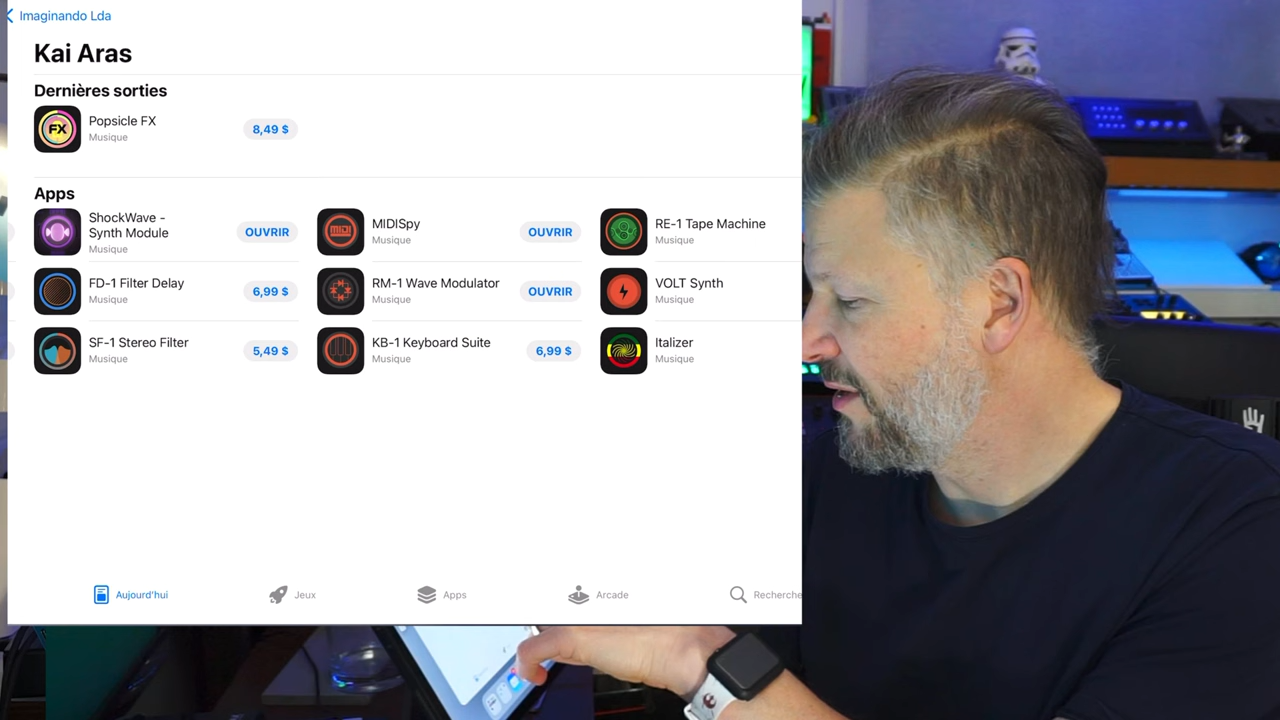 Imaginando Lda
Kai Aras
Dernières sorties
FX
Popsicle FX
Musique
8,49 $
Apps
ShockWave -
Synth Module
Musique
OUVRIR
MIDI
MIDISpy
Musique
OUVRIR
RE-1 Tape Machine
Musique
FD-1 Filter Delay
Musique
6,99 $
RM-1 Wave Modulator
Musique
OUVRIR
VOLT Synth
Musique
SF-1 Stereo Filter
Musique
5,49 $
KB-1 Keyboard Suite
Musique
6,99 $
Italizer
Musique
Aujourd'hui
Jeux
Apps
Arcade
Recherche